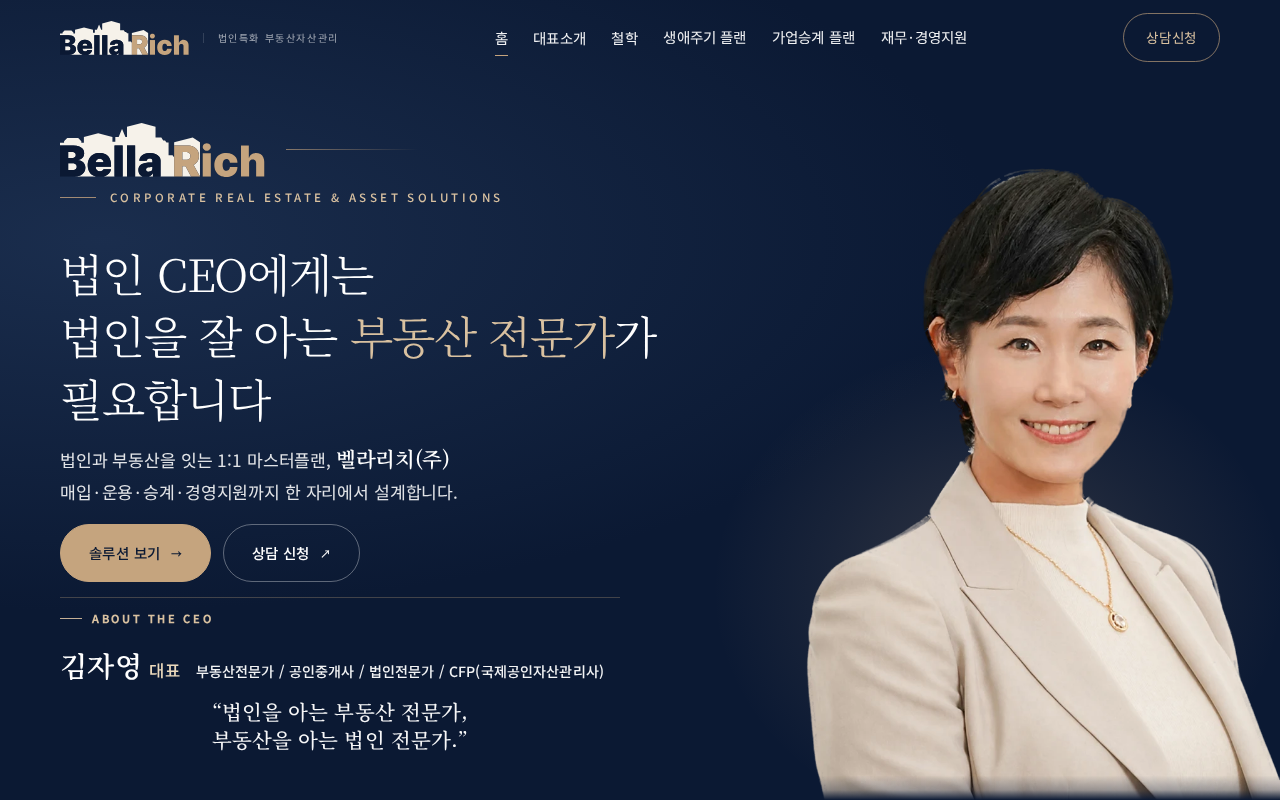 Bella Rich
법인특화 부동산자산관리
홈 대표소개 철학 생애주기 플랜 가업승계 플랜 재무·경영지원
상담신청
Bella Rich
CORPORATE REAL ESTATE & ASSET SOLUTIONS
법인 CEO에게는
법인을 잘 아는 부동산 전문가가
필요합니다
법인과 부동산을 잇는 1:1 마스터플랜, 벨라리치(주)
매입·운용·승계·경영지원까지 한 자리에서 설계합니다.
솔루션 보기 →
상담 신청 ↗
ABOUT THE CEO
김자영 대표 부동산전문가 / 공인중개사 / 법인전문가 / CFP(국제공인자산관리사)
“법인을 아는 부동산 전문가,
부동산을 아는 법인 전문가.”